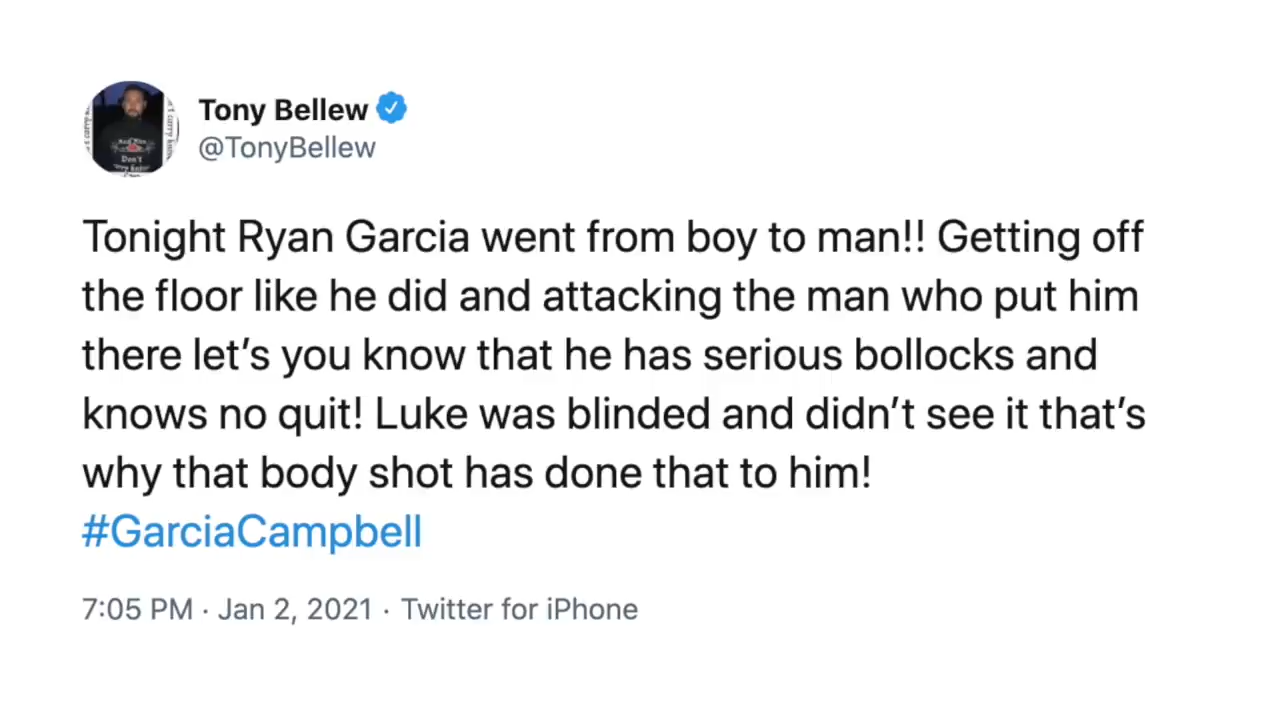 Tony Bellew
@TonyBellew
Tonight Ryan Garcia went from boy to man!! Getting off
the floor like he did and attacking the man who put him
there let’s you know that he has serious bollocks and
knows no quit! Luke was blinded and didn’t see it that’s
why that body shot has done that to him!
#GarciaCampbell
7:05 PM · Jan 2, 2021 · Twitter for iPhone